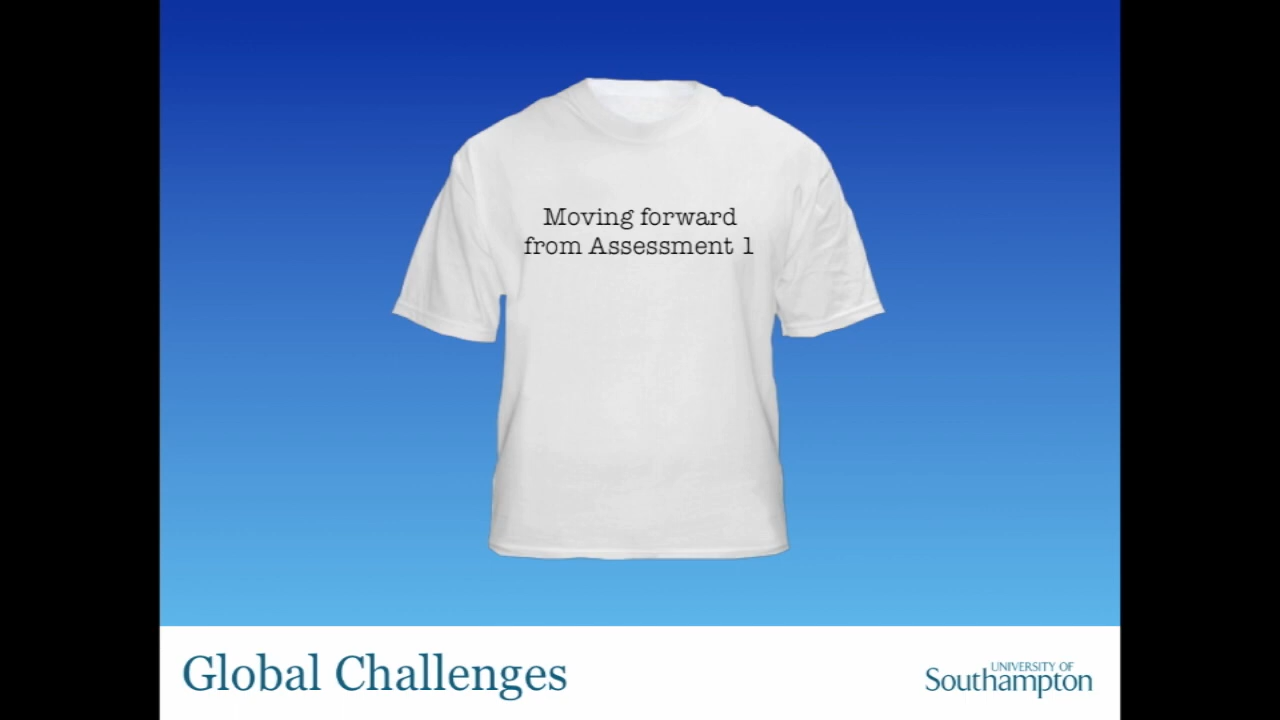 Moving forward
from Assessment 1
Global Challenges
UNIVERSITY OF
Southampton